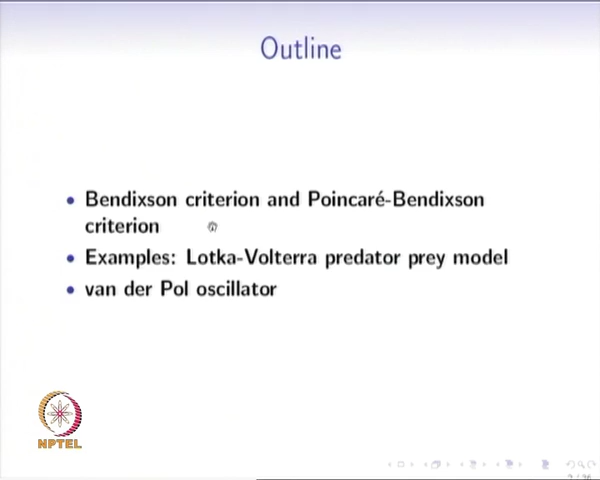 Outline
• Bendixson criterion and Poincaré-Bendixson
criterion
• Examples: Lotka-Volterra predator prey model
• van der Pol oscillator
NPTEL